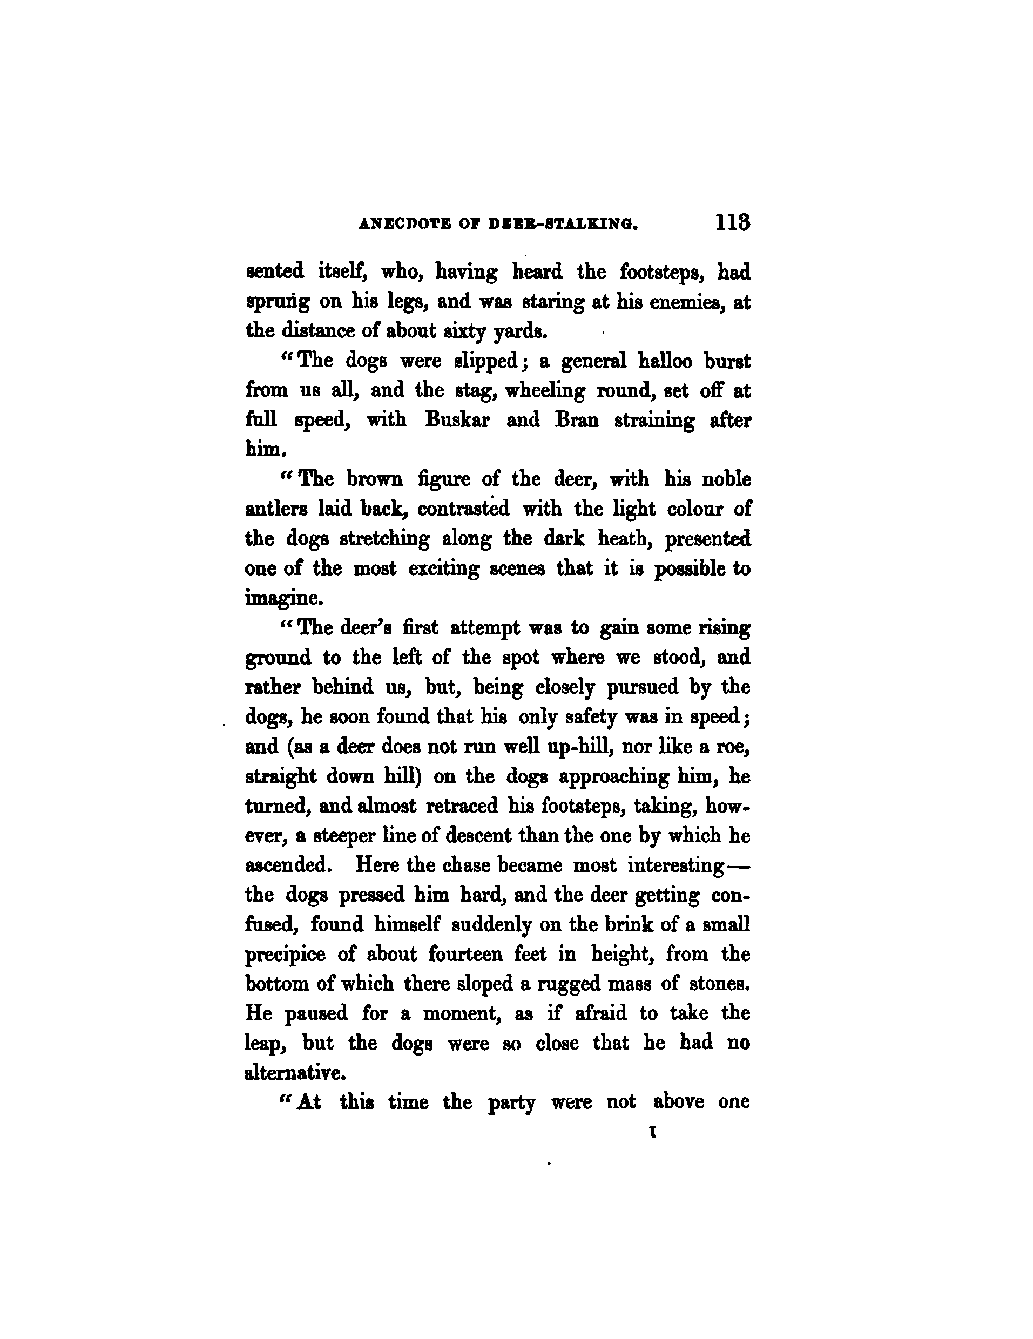 ANECDOTE OF DEER-STALKING. 113
sented itself, who, having heard the footsteps, had
sprung on his legs, and was staring at his enemies, at
the distance of about sixty yards.
“The dogs were slipped; a general halloo burst
from us all, and the stag, wheeling round, set off at
full speed, with Buskar and Bran straining after
him.
“The brown figure of the deer, with his noble
antlers laid back, contrasted with the light colour of
the dogs stretching along the dark heath, presented
one of the most exciting scenes that it is possible to
imagine.
“The deer's first attempt was to gain some rising
ground to the left of the spot where we stood, and
rather behind us, but, being closely pursued by the
dogs, he soon found that his only safety was in speed;
and (as a deer does not run well up-hill, nor like a roe,
straight down hill) on the dogs approaching him, he
turned, and almost retraced his footsteps, taking, how-
ever, a steeper line of descent than the one by which he
ascended. Here the chase became most interesting—
the dogs pressed him hard, and the deer getting con-
fused, found himself suddenly on the brink of a small
precipice of about fourteen feet in height, from the
bottom of which there sloped a rugged mass of stones.
He paused for a moment, as if afraid to take the
leap, but the dogs were so close that he had no
alternative.
“At this time the party were not above one
I